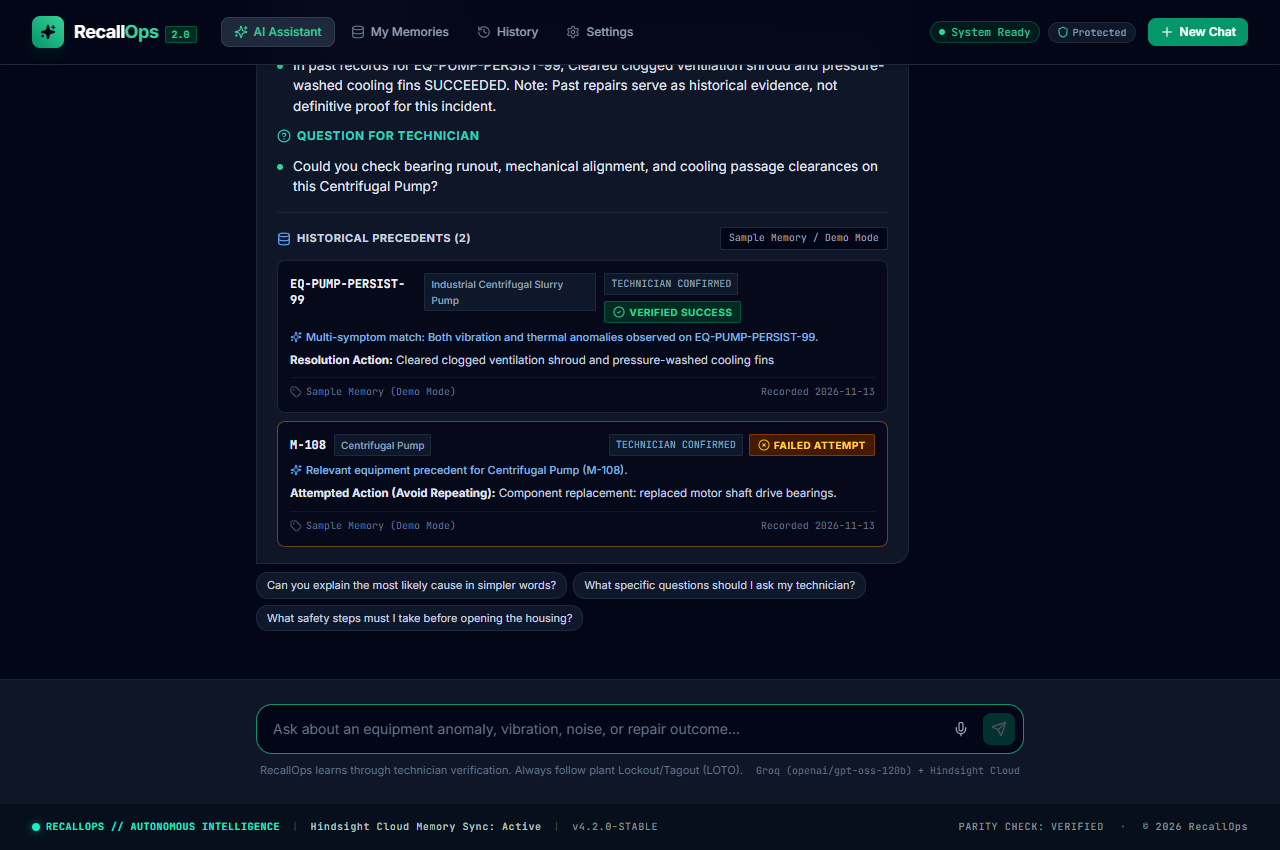 RecallOps 2.0
AI Assistant
My Memories
History
Settings
System Ready
Protected
New Chat
In past records for EQ-PUMP-PERSIST-99, Cleared clogged ventilation shroud and pressure-
washed cooling fins SUCCEEDED. Note: Past repairs serve as historical evidence, not
definitive proof for this incident.
QUESTION FOR TECHNICIAN
Could you check bearing runout, mechanical alignment, and cooling passage clearances on
this Centrifugal Pump?
HISTORICAL PRECEDENTS (2)
Sample Memory / Demo Mode
EQ-PUMP-PERSIST-
99
Industrial Centrifugal Slurry
Pump
TECHNICIAN CONFIRMED
VERIFIED SUCCESS
Multi-symptom match: Both vibration and thermal anomalies observed on EQ-PUMP-PERSIST-99.
Resolution Action: Cleared clogged ventilation shroud and pressure-washed cooling fins
Sample Memory (Demo Mode)
Recorded 2026-11-13
M-108
Centrifugal Pump
TECHNICIAN CONFIRMED
FAILED ATTEMPT
Relevant equipment precedent for Centrifugal Pump (M-108).
Attempted Action (Avoid Repeating): Component replacement: replaced motor shaft drive bearings.
Sample Memory (Demo Mode)
Recorded 2026-11-13
Can you explain the most likely cause in simpler words?
What specific questions should I ask my technician?
What safety steps must I take before opening the housing?
Ask about an equipment anomaly, vibration, noise, or repair outcome...
RecallOps learns through technician verification. Always follow plant Lockout/Tagout (LOTO).
Groq (openai/gpt-oss-120b) + Hindsight Cloud
RECALLOPS // AUTONOMOUS INTELLIGENCE | Hindsight Cloud Memory Sync: Active | v4.2.0-STABLE
PARITY CHECK: VERIFIED · © 2026 RecallOps